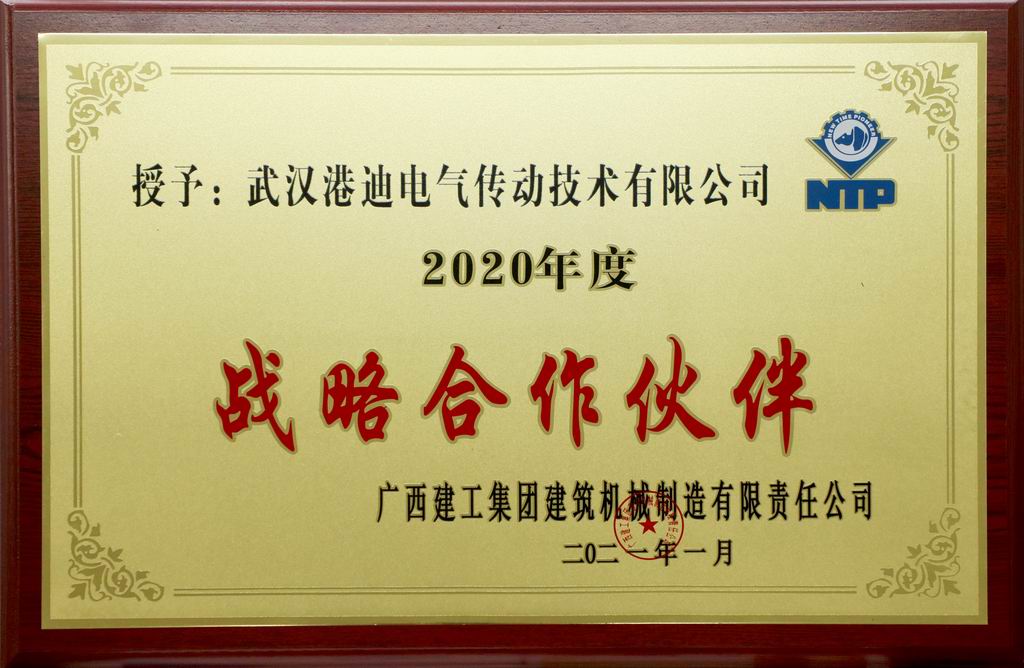 NEW TIME PIONEER
NTP
授予：武汉港迪电气传动技术有限公司
2020年度
战略合作伙伴
广西建工集团建筑机械制造有限责任公司
二〇二一年一月